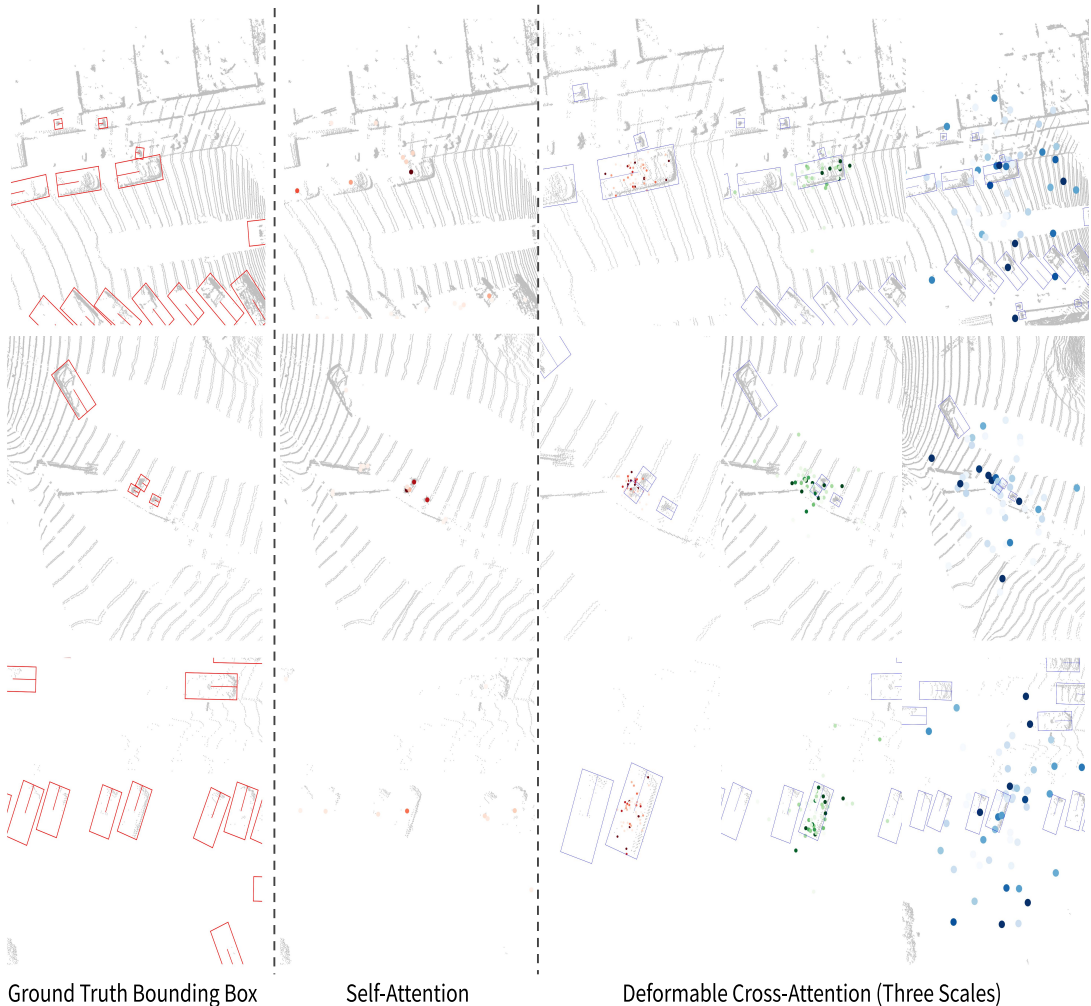 Ground Truth Bounding Box
Self-Attention
Deformable Cross-Attention (Three Scales)